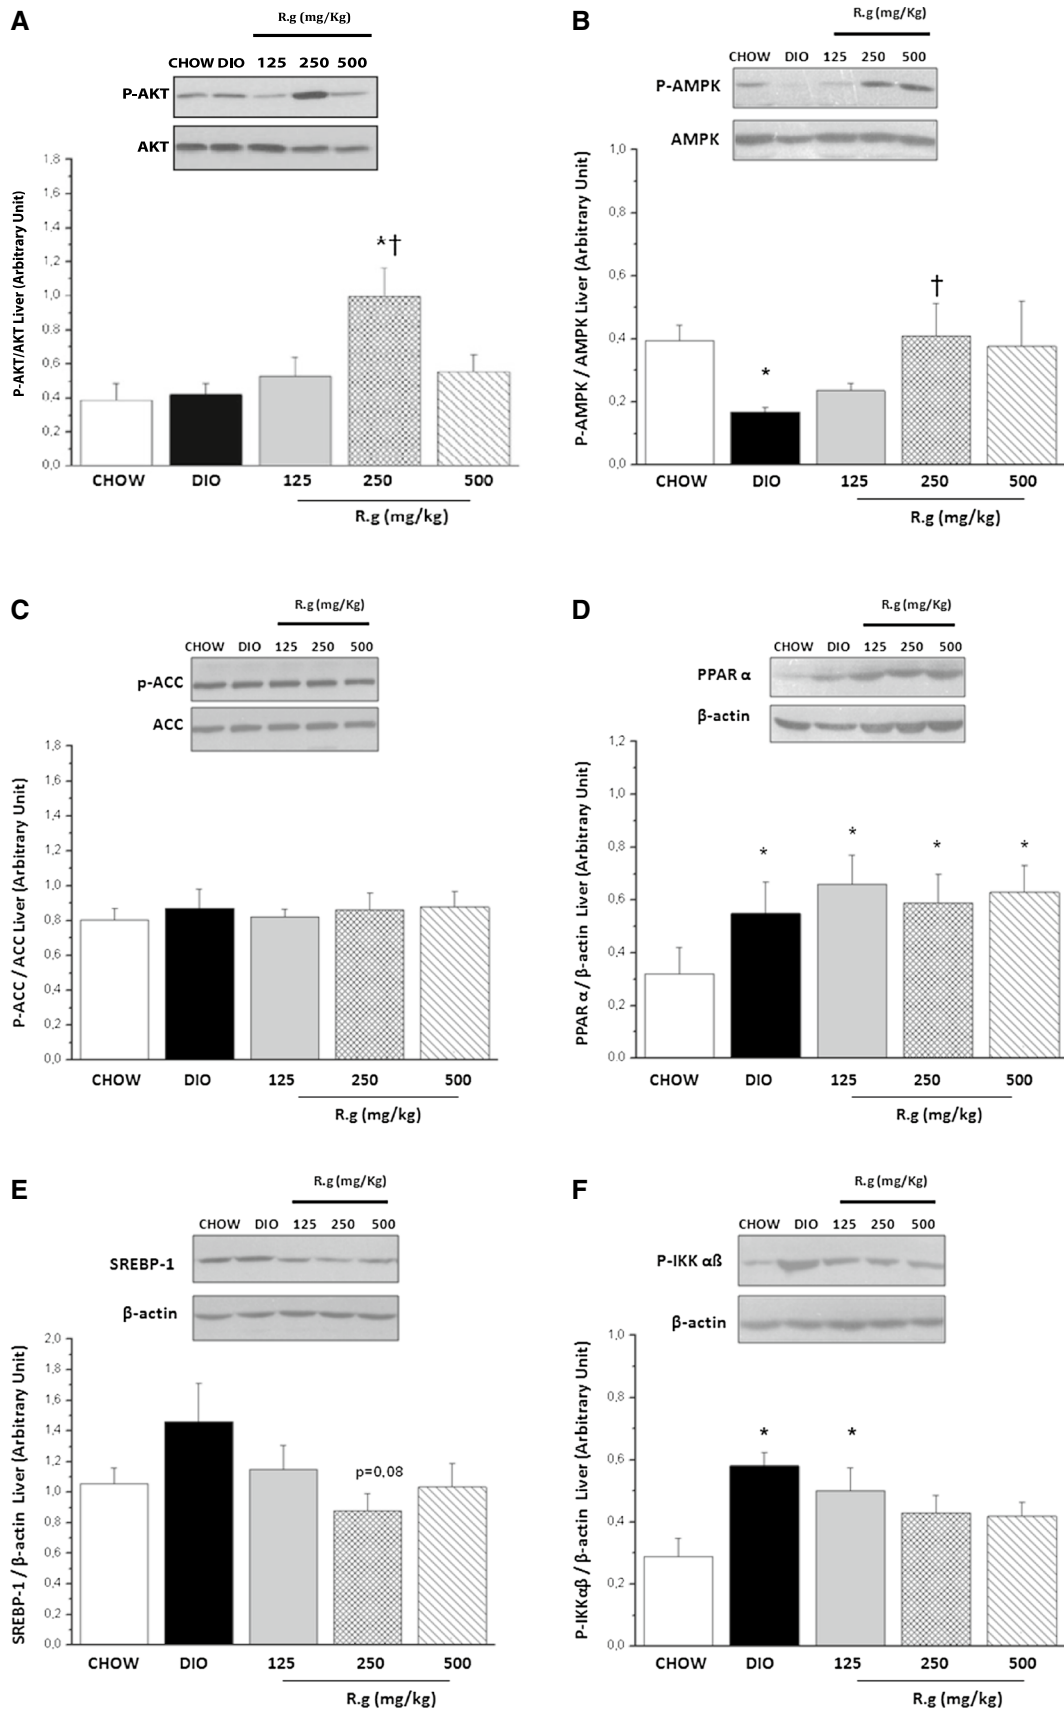 A
R.g (mg/Kg)
CHOW DIO 125 250 500
P-AKT
AKT
P-AKT/AKT Liver (Arbitrary Unit)
1,8
1,6
1,4
1,2
1,0
0,8
0,6
0,4
0,2
0,0
*†
CHOW DIO 125 250 500
R.g (mg/kg)
B
R.g (mg/Kg)
CHOW DIO 125 250 500
P-AMPK
AMPK
P-AMPK / AMPK Liver (Arbitrary Unit)
1,0
0,8
0,6
0,4
0,2
0,0
*
†
CHOW DIO 125 250 500
R.g (mg/kg)
C
R.g (mg/Kg)
CHOW DIO 125 250 500
p-ACC
ACC
P-ACC / ACC Liver (Arbitrary Unit)
1,8
1,6
1,4
1,2
1,0
0,8
0,6
0,4
0,2
0,0
CHOW DIO 125 250 500
R.g (mg/kg)
D
R.g (mg/Kg)
CHOW DIO 125 250 500
PPAR α
β-actin
PPAR α / β-actin Liver (Arbitrary Unit)
1,2
1,0
0,8
0,6
0,4
0,2
0.0
* * * *
CHOW DIO 125 250 500
R.g (mg/kg)
E
R.g (mg/Kg)
CHOW DIO 125 250 500
SREBP-1
β-actin
SREBP-1 / β-actin Liver (Arbitrary Unit)
2,0
1,8
1,6
1,4
1,2
1,0
0,8
0,6
0,4
0,2
0,0
p=0,08
CHOW DIO 125 250 500
R.g (mg/kg)
F
R.g (mg/Kg)
CHOW DIO 125 250 500
P-IKK αß
β-actin
P-IKKαβ / β-actin Liver (Arbitrary Unit)
1,0
0,8
0,6
0,4
0,2
0,0
* *
CHOW DIO 125 250 500
R.g (mg/kg)